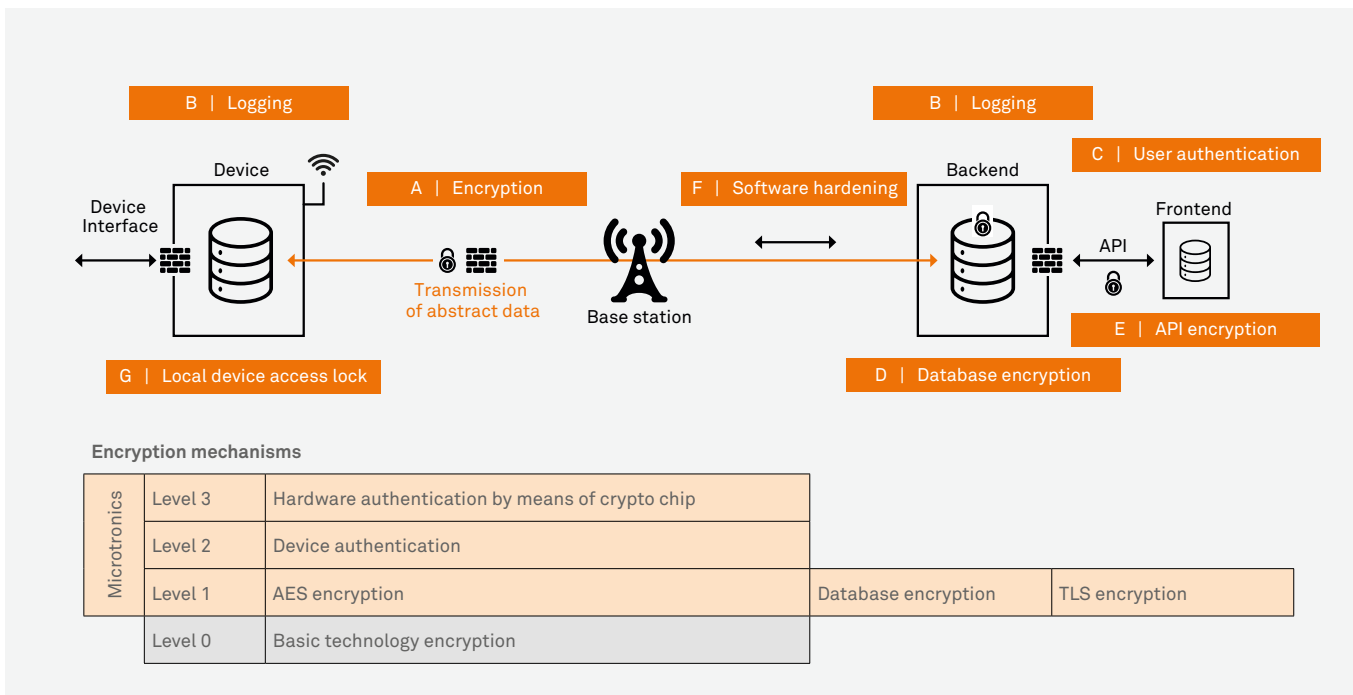 B | Logging
B | Logging
C | User authentication
Device
A | Encryption
F | Software hardening
Backend
Device
Interface
Frontend
API
Transmission
of abstract data
Base station
E | API encryption
G | Local device access lock
D | Database encryption
Encryption mechanisms
Microtronics
Level 3
Hardware authentication by means of crypto chip
Level 2
Device authentication
Level 1
AES encryption
Database encryption
TLS encryption
Level 0
Basic technology encryption